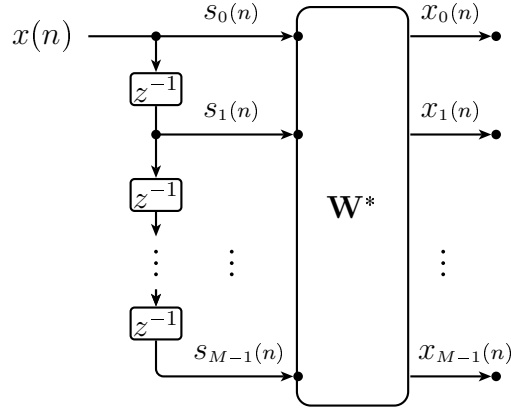 x(n) s₀(n) x₀(n)
z⁻¹
s₁(n) x₁(n)
z⁻¹
W*
⋮ ⋮ ⋮
z⁻¹
s_{M−1}(n) x_{M−1}(n)